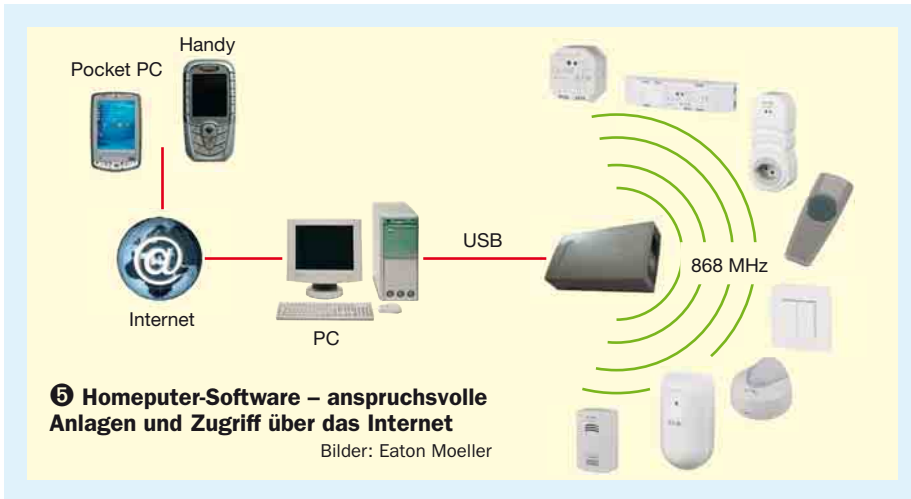 Handy
Pocket PC
USB
868 MHz
Internet
PC
❺ Homeputer-Software – anspruchsvolle
Anlagen und Zugriff über das Internet
Bilder: Eaton Moeller